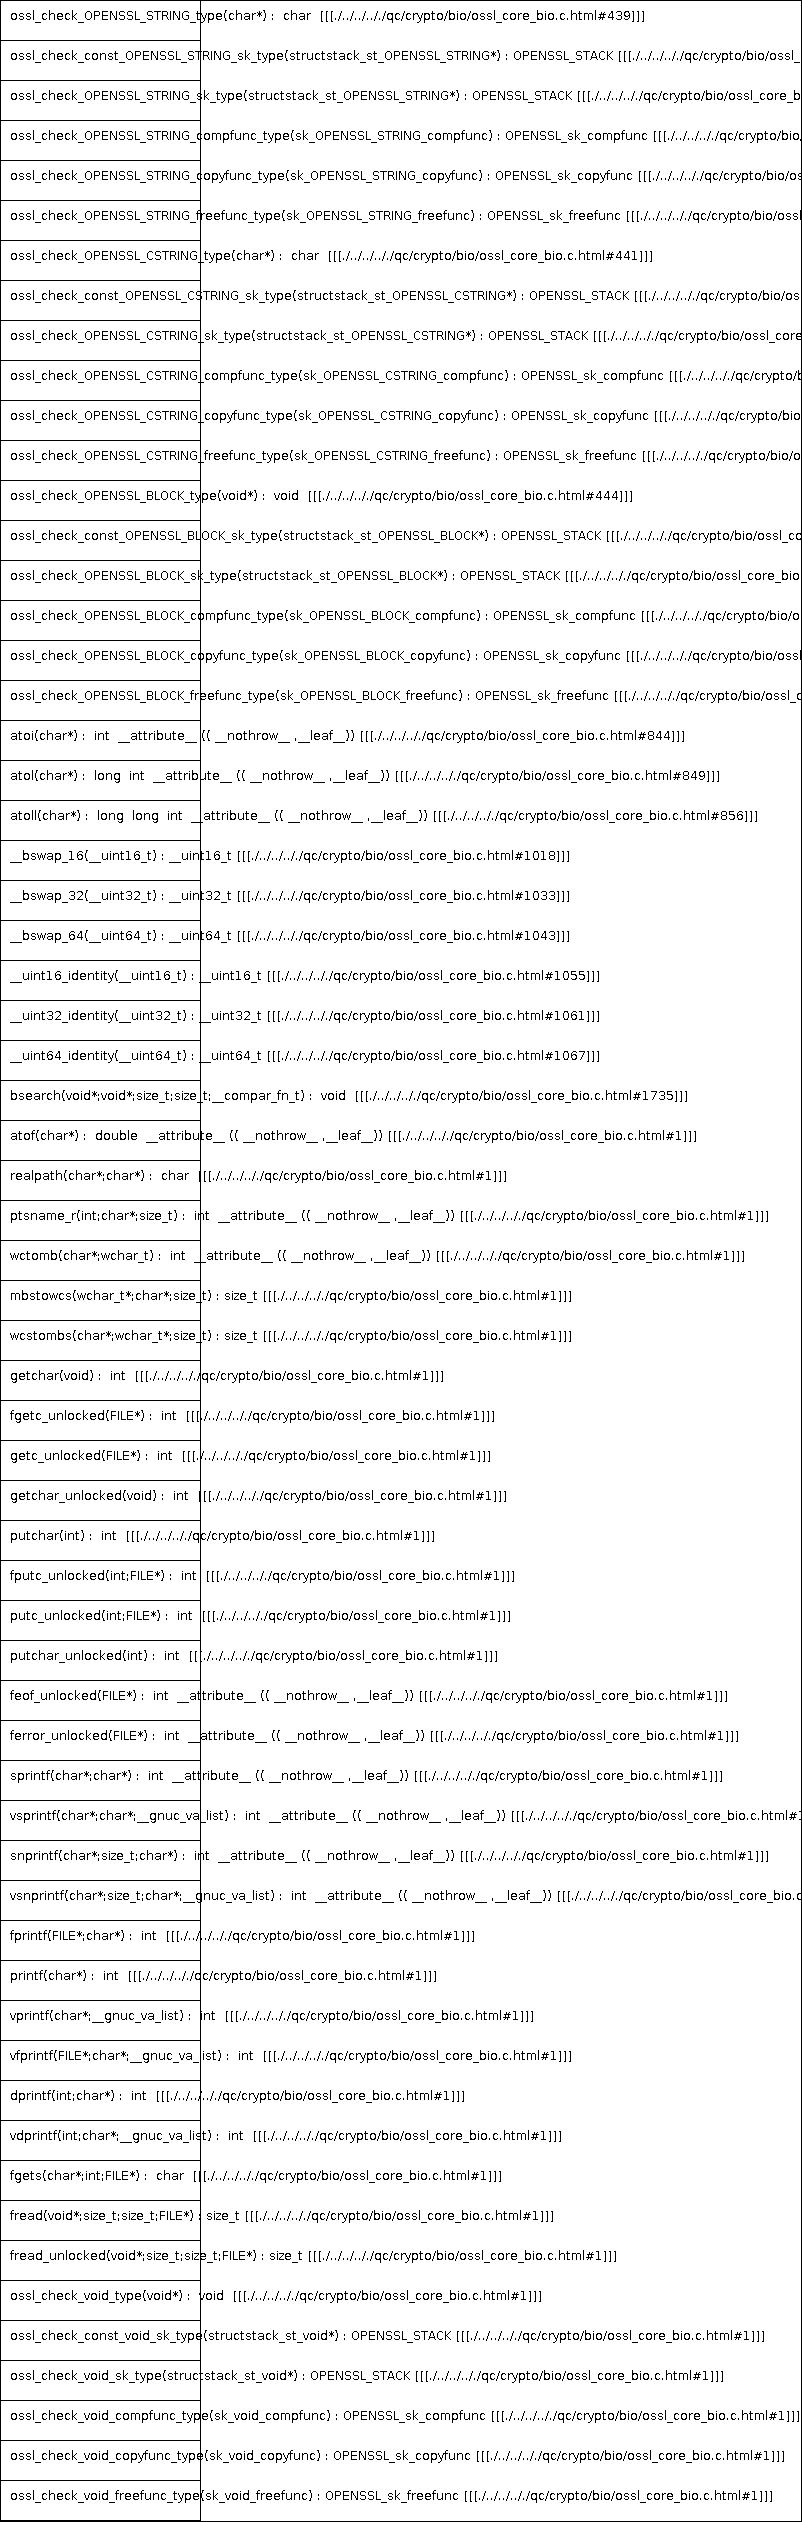 ossl_check_OPENSSL_STRING_type(char*) : char [[[./../../../qc/crypto/bio/ossl_core_bio.c.html#439]]]
ossl_check_const_OPENSSL_STRING_sk_type(structstack_st_OPENSSL_STRING*) : OPENSSL_STACK [[[./../../../qc/crypto/bio/ossl_
ossl_check_OPENSSL_STRING_sk_type(structstack_st_OPENSSL_STRING*) : OPENSSL_STACK [[[./../../../qc/crypto/bio/ossl_core_b
ossl_check_OPENSSL_STRING_compfunc_type(sk_OPENSSL_STRING_compfunc) : OPENSSL_sk_compfunc [[[./../../../qc/crypto/bio/
ossl_check_OPENSSL_STRING_copyfunc_type(sk_OPENSSL_STRING_copyfunc) : OPENSSL_sk_copyfunc [[[./../../../qc/crypto/bio/os
ossl_check_OPENSSL_STRING_freefunc_type(sk_OPENSSL_STRING_freefunc) : OPENSSL_sk_freefunc [[[./../../../qc/crypto/bio/ossl
ossl_check_OPENSSL_CSTRING_type(char*) : char [[[./../../../qc/crypto/bio/ossl_core_bio.c.html#441]]]
ossl_check_const_OPENSSL_CSTRING_sk_type(structstack_st_OPENSSL_CSTRING*) : OPENSSL_STACK [[[./../../../qc/crypto/bio/os
ossl_check_OPENSSL_CSTRING_sk_type(structstack_st_OPENSSL_CSTRING*) : OPENSSL_STACK [[[./../../../qc/crypto/bio/ossl_core
ossl_check_OPENSSL_CSTRING_compfunc_type(sk_OPENSSL_CSTRING_compfunc) : OPENSSL_sk_compfunc [[[./../../../qc/crypto/b
ossl_check_OPENSSL_CSTRING_copyfunc_type(sk_OPENSSL_CSTRING_copyfunc) : OPENSSL_sk_copyfunc [[[./../../../qc/crypto/bio
ossl_check_OPENSSL_CSTRING_freefunc_type(sk_OPENSSL_CSTRING_freefunc) : OPENSSL_sk_freefunc [[[./../../../qc/crypto/bio/o
ossl_check_OPENSSL_BLOCK_type(void*) : void [[[./../../../qc/crypto/bio/ossl_core_bio.c.html#444]]]
ossl_check_const_OPENSSL_BLOCK_sk_type(structstack_st_OPENSSL_BLOCK*) : OPENSSL_STACK [[[./../../../qc/crypto/bio/ossl_co
ossl_check_OPENSSL_BLOCK_sk_type(structstack_st_OPENSSL_BLOCK*) : OPENSSL_STACK [[[./../../../qc/crypto/bio/ossl_core_bio
ossl_check_OPENSSL_BLOCK_compfunc_type(sk_OPENSSL_BLOCK_compfunc) : OPENSSL_sk_compfunc [[[./../../../qc/crypto/bio/o
ossl_check_OPENSSL_BLOCK_copyfunc_type(sk_OPENSSL_BLOCK_copyfunc) : OPENSSL_sk_copyfunc [[[./../../../qc/crypto/bio/ossl
ossl_check_OPENSSL_BLOCK_freefunc_type(sk_OPENSSL_BLOCK_freefunc) : OPENSSL_sk_freefunc [[[./../../../qc/crypto/bio/ossl_c
atoi(char*) : int __attribute__ (( __nothrow__ ,__leaf__)) [[[./../../../qc/crypto/bio/ossl_core_bio.c.html#844]]]
atol(char*) : long int __attribute__ (( __nothrow__ ,__leaf__)) [[[./../../../qc/crypto/bio/ossl_core_bio.c.html#849]]]
atoll(char*) : long long int __attribute__ (( __nothrow__ ,__leaf__)) [[[./../../../qc/crypto/bio/ossl_core_bio.c.html#856]]]
__bswap_16(__uint16_t) : __uint16_t [[[./../../../qc/crypto/bio/ossl_core_bio.c.html#1018]]]
__bswap_32(__uint32_t) : __uint32_t [[[./../../../qc/crypto/bio/ossl_core_bio.c.html#1033]]]
__bswap_64(__uint64_t) : __uint64_t [[[./../../../qc/crypto/bio/ossl_core_bio.c.html#1043]]]
__uint16_identity(__uint16_t) : __uint16_t [[[./../../../qc/crypto/bio/ossl_core_bio.c.html#1055]]]
__uint32_identity(__uint32_t) : __uint32_t [[[./../../../qc/crypto/bio/ossl_core_bio.c.html#1061]]]
__uint64_identity(__uint64_t) : __uint64_t [[[./../../../qc/crypto/bio/ossl_core_bio.c.html#1067]]]
bsearch(void*;void*;size_t;size_t;__compar_fn_t) : void [[[./../../../qc/crypto/bio/ossl_core_bio.c.html#1735]]]
atof(char*) : double __attribute__ (( __nothrow__ ,__leaf__)) [[[./../../../qc/crypto/bio/ossl_core_bio.c.html#1]]]
realpath(char*;char*) : char [[[./../../../qc/crypto/bio/ossl_core_bio.c.html#1]]]
ptsname_r(int;char*;size_t) : int __attribute__ (( __nothrow__ ,__leaf__)) [[[./../../../qc/crypto/bio/ossl_core_bio.c.html#1]]]
wctomb(char*;wchar_t) : int __attribute__ (( __nothrow__ ,__leaf__)) [[[./../../../qc/crypto/bio/ossl_core_bio.c.html#1]]]
mbstowcs(wchar_t*;char*;size_t) : size_t [[[./../../../qc/crypto/bio/ossl_core_bio.c.html#1]]]
wcstombs(char*;wchar_t*;size_t) : size_t [[[./../../../qc/crypto/bio/ossl_core_bio.c.html#1]]]
getchar(void) : int [[[./../../../qc/crypto/bio/ossl_core_bio.c.html#1]]]
fgetc_unlocked(FILE*) : int [[[./../../../qc/crypto/bio/ossl_core_bio.c.html#1]]]
getc_unlocked(FILE*) : int [[[./../../../qc/crypto/bio/ossl_core_bio.c.html#1]]]
getchar_unlocked(void) : int [[[./../../../qc/crypto/bio/ossl_core_bio.c.html#1]]]
putchar(int) : int [[[./../../../qc/crypto/bio/ossl_core_bio.c.html#1]]]
fputc_unlocked(int;FILE*) : int [[[./../../../qc/crypto/bio/ossl_core_bio.c.html#1]]]
putc_unlocked(int;FILE*) : int [[[./../../../qc/crypto/bio/ossl_core_bio.c.html#1]]]
putchar_unlocked(int) : int [[[./../../../qc/crypto/bio/ossl_core_bio.c.html#1]]]
feof_unlocked(FILE*) : int __attribute__ (( __nothrow__ ,__leaf__)) [[[./../../../qc/crypto/bio/ossl_core_bio.c.html#1]]]
ferror_unlocked(FILE*) : int __attribute__ (( __nothrow__ ,__leaf__)) [[[./../../../qc/crypto/bio/ossl_core_bio.c.html#1]]]
sprintf(char*;char*) : int __attribute__ (( __nothrow__ ,__leaf__)) [[[./../../../qc/crypto/bio/ossl_core_bio.c.html#1]]]
vsprintf(char*;char*;__gnuc_va_list) : int __attribute__ (( __nothrow__ ,__leaf__)) [[[./../../../qc/crypto/bio/ossl_core_bio.c.html#1
snprintf(char*;size_t;char*) : int __attribute__ (( __nothrow__ ,__leaf__)) [[[./../../../qc/crypto/bio/ossl_core_bio.c.html#1]]]
vsnprintf(char*;size_t;char*;__gnuc_va_list) : int __attribute__ (( __nothrow__ ,__leaf__)) [[[./../../../qc/crypto/bio/ossl_core_bio.c
fprintf(FILE*;char*) : int [[[./../../../qc/crypto/bio/ossl_core_bio.c.html#1]]]
printf(char*) : int [[[./../../../qc/crypto/bio/ossl_core_bio.c.html#1]]]
vprintf(char*;__gnuc_va_list) : int [[[./../../../qc/crypto/bio/ossl_core_bio.c.html#1]]]
vfprintf(FILE*;char*;__gnuc_va_list) : int [[[./../../../qc/crypto/bio/ossl_core_bio.c.html#1]]]
dprintf(int;char*) : int [[[./../../../qc/crypto/bio/ossl_core_bio.c.html#1]]]
vdprintf(int;char*;__gnuc_va_list) : int [[[./../../../qc/crypto/bio/ossl_core_bio.c.html#1]]]
fgets(char*;int;FILE*) : char [[[./../../../qc/crypto/bio/ossl_core_bio.c.html#1]]]
fread(void*;size_t;size_t;FILE*) : size_t [[[./../../../qc/crypto/bio/ossl_core_bio.c.html#1]]]
fread_unlocked(void*;size_t;size_t;FILE*) : size_t [[[./../../../qc/crypto/bio/ossl_core_bio.c.html#1]]]
ossl_check_void_type(void*) : void [[[./../../../qc/crypto/bio/ossl_core_bio.c.html#1]]]
ossl_check_const_void_sk_type(structstack_st_void*) : OPENSSL_STACK [[[./../../../qc/crypto/bio/ossl_core_bio.c.html#1]]]
ossl_check_void_sk_type(structstack_st_void*) : OPENSSL_STACK [[[./../../../qc/crypto/bio/ossl_core_bio.c.html#1]]]
ossl_check_void_compfunc_type(sk_void_compfunc) : OPENSSL_sk_compfunc [[[./../../../qc/crypto/bio/ossl_core_bio.c.html#1]]]
ossl_check_void_copyfunc_type(sk_void_copyfunc) : OPENSSL_sk_copyfunc [[[./../../../qc/crypto/bio/ossl_core_bio.c.html#1]]]
ossl_check_void_freefunc_type(sk_void_freefunc) : OPENSSL_sk_freefunc [[[./../../../qc/crypto/bio/ossl_core_bio.c.html#1]]]